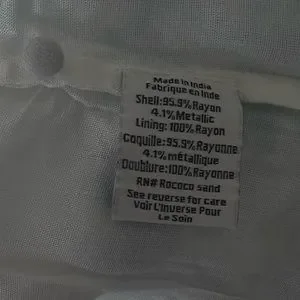 Made in India
Fabrique en Inde
Shell:95.9% Rayon
4.1% Metallic
Lining: 100% Rayon
Coquille:95.9% Rayonne
4.1% métallique
Doublure:100% Rayonne
RN# Rococo sand
See reverse for care
Voir L'inverse Pour
Le Soin